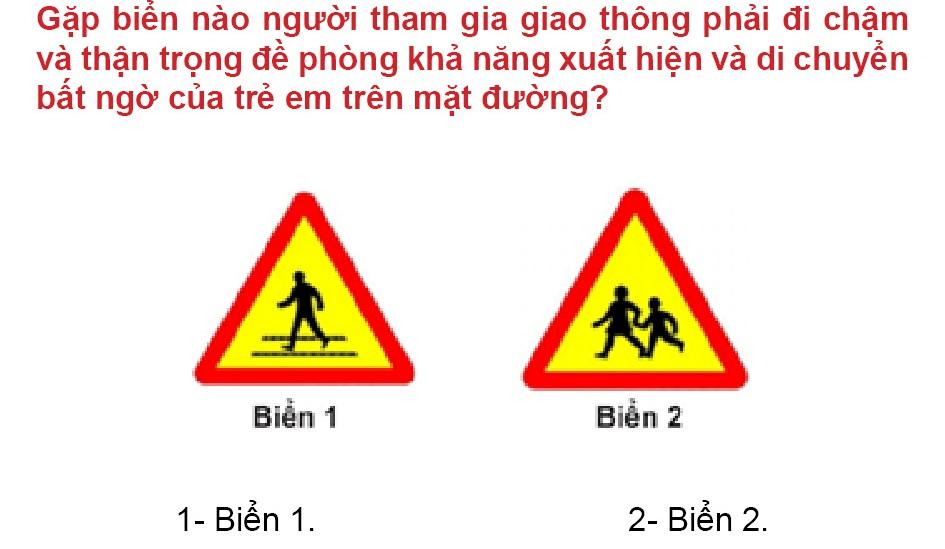 Gặp biển nào người tham gia giao thông phải đi chậm
và thận trọng đề phòng khả năng xuất hiện và di chuyển
bất ngờ của trẻ em trên mặt đường?
Biển 1
Biển 2
1- Biển 1.
2- Biển 2.